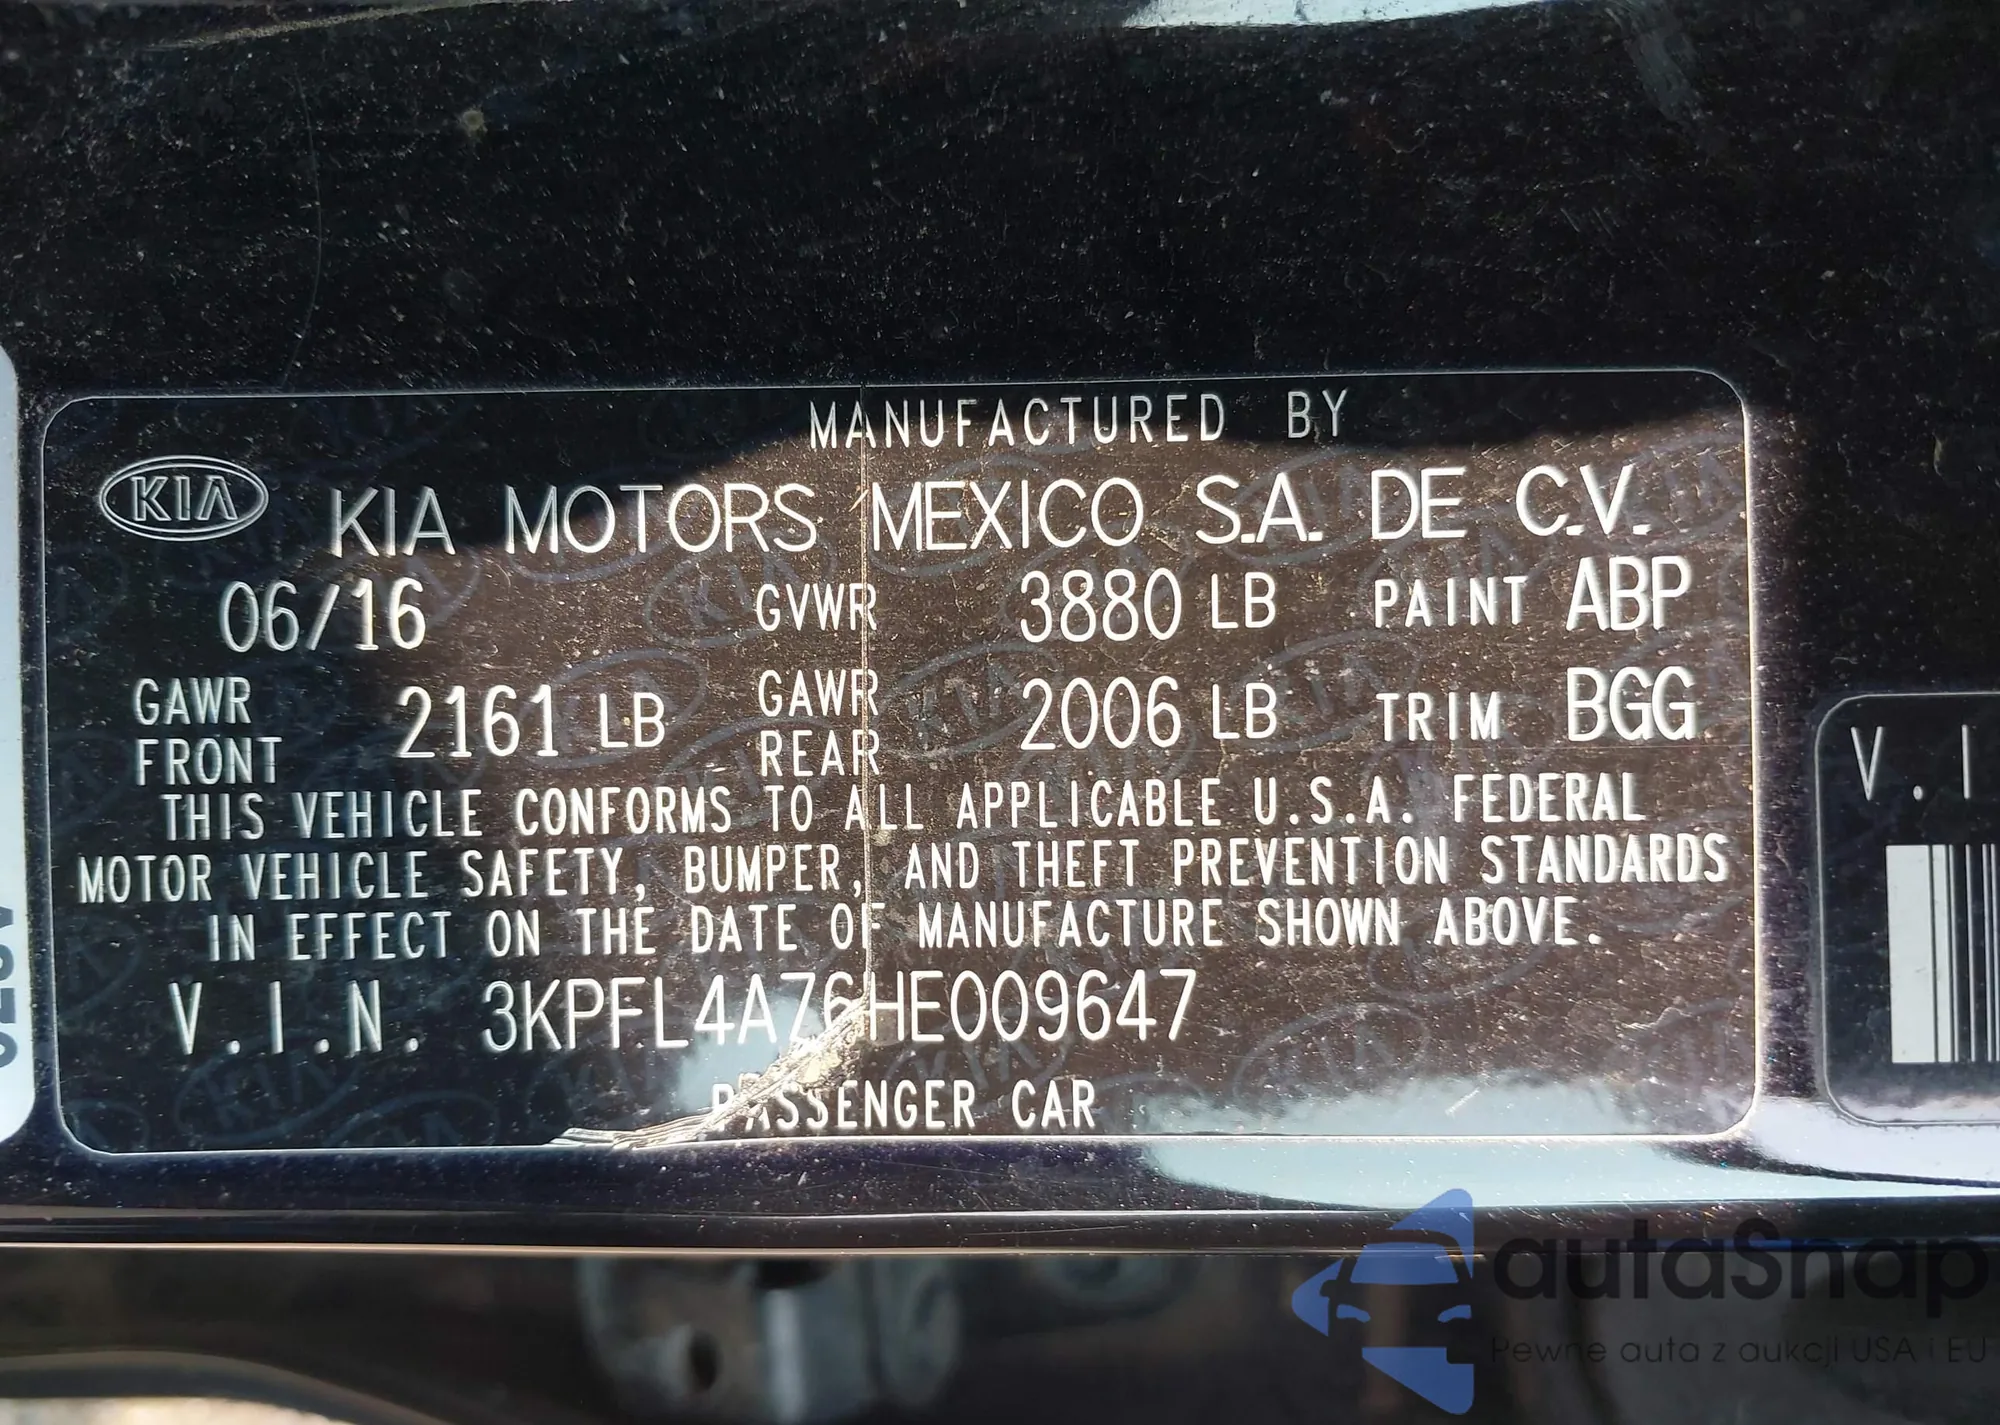 MANUFACTURED BY
KIA KIA MOTORS MEXICO S.A. DE C.V.
06/16 GVWR 3880 LB PAINT ABP
GAWR FRONT 2161 LB GAWR REAR 2006 LB TRIM BGG
THIS VEHICLE CONFORMS TO ALL APPLICABLE U.S.A. FEDERAL
MOTOR VEHICLE SAFETY, BUMPER, AND THEFT PREVENTION STANDARDS
IN EFFECT ON THE DATE OF MANUFACTURE SHOWN ABOVE.
V.I.N. 3KPFL4A76HE009647
PASSENGER CAR
V.I
autaSnap
Pewne auta z aukcji USA i EU